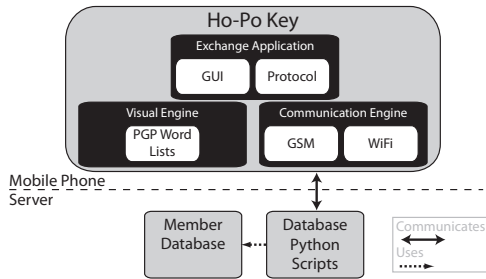 Ho-Po Key
Exchange Application
GUI
Protocol
Visual Engine
PGP Word
Lists
Communication Engine
GSM
WiFi
Mobile Phone
Server
Member
Database
Database
Python
Scripts
Communicates
Uses